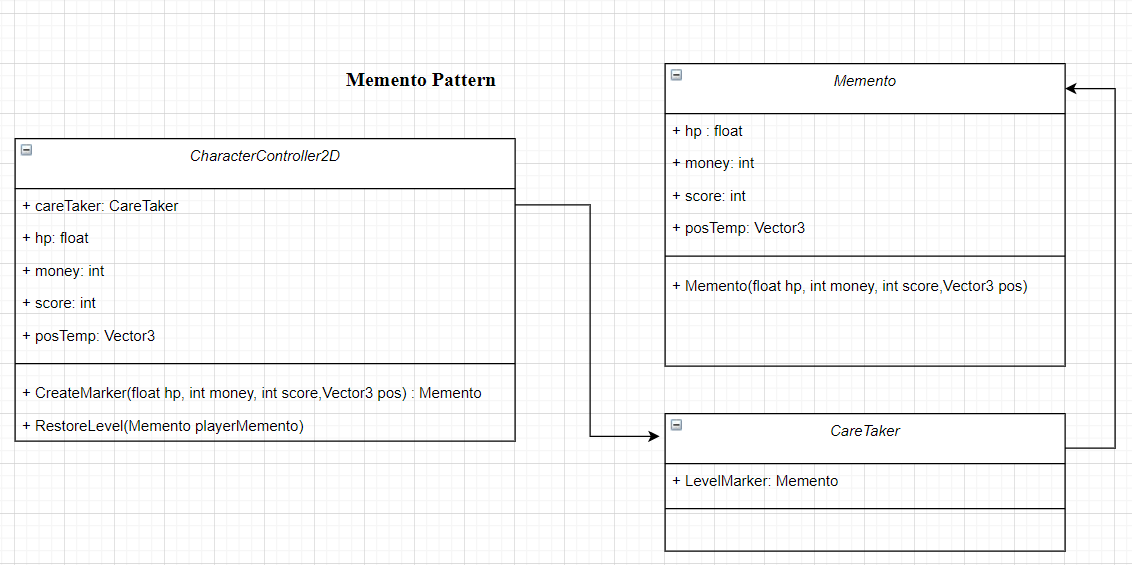 Memento Pattern
CharacterController2D
+ careTaker: CareTaker
+ hp: float
+ money: int
+ score: int
+ posTemp: Vector3
+ CreateMarker(float hp, int money, int score,Vector3 pos) : Memento
+ RestoreLevel(Memento playerMemento)
Memento
+ hp : float
+ money: int
+ score: int
+ posTemp: Vector3
+ Memento(float hp, int money, int score,Vector3 pos)
CareTaker
+ LevelMarker: Memento